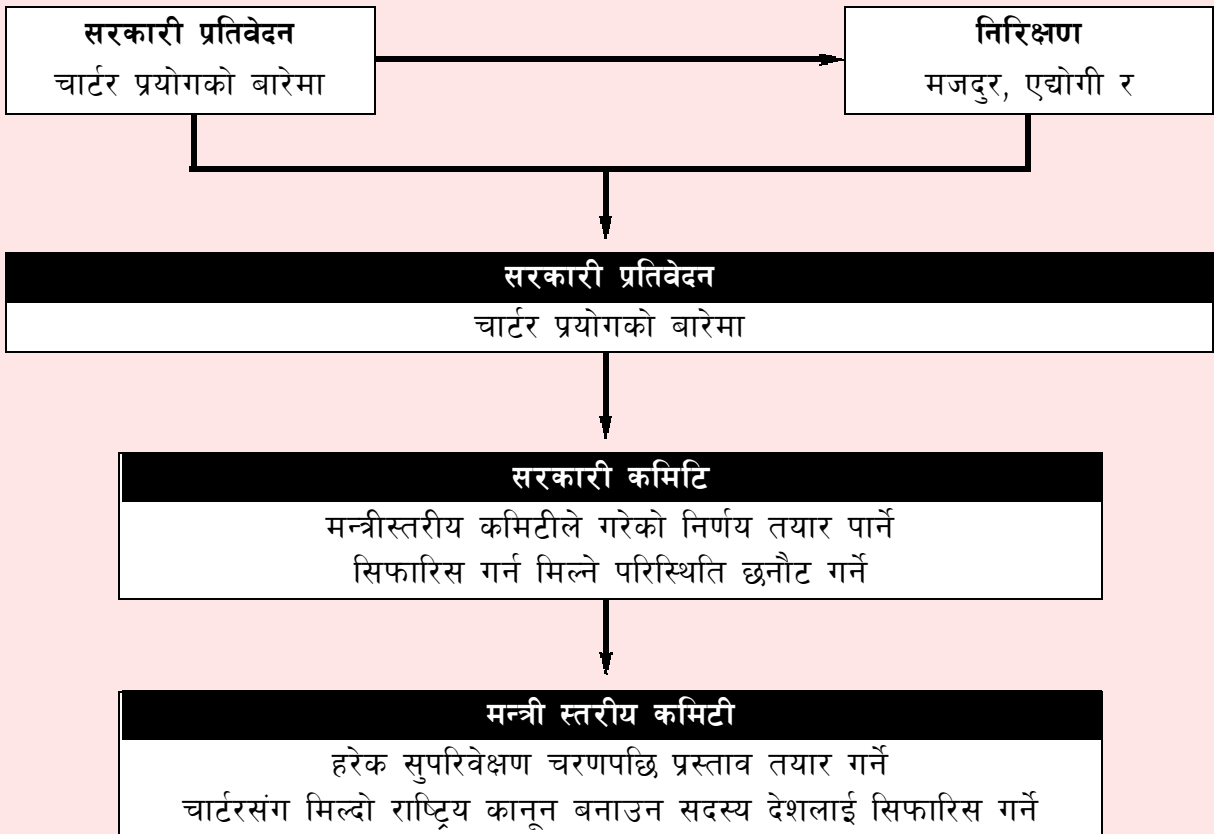 सरकारी प्रतिवेदन
चार्टर प्रयोगको बारेमा
निरिक्षण
मजदुर, एद्योगी र
सरकारी प्रतिवेदन
चार्टर प्रयोगको बारेमा
सरकारी कमिटि
मन्त्रीस्तरीय कमिटीले गरेको निर्णय तयार पार्ने
सिफारिस गर्न मिल्ने परिस्थिति छनौट गर्ने
मन्त्री स्तरीय कमिटी
हरेक सुपरिवेक्षण चरणपछि प्रस्ताव तयार गर्ने
चार्टरसंग मिल्दो राष्ट्रिय कानून बनाउन सदस्य देशलाई सिफारिस गर्ने